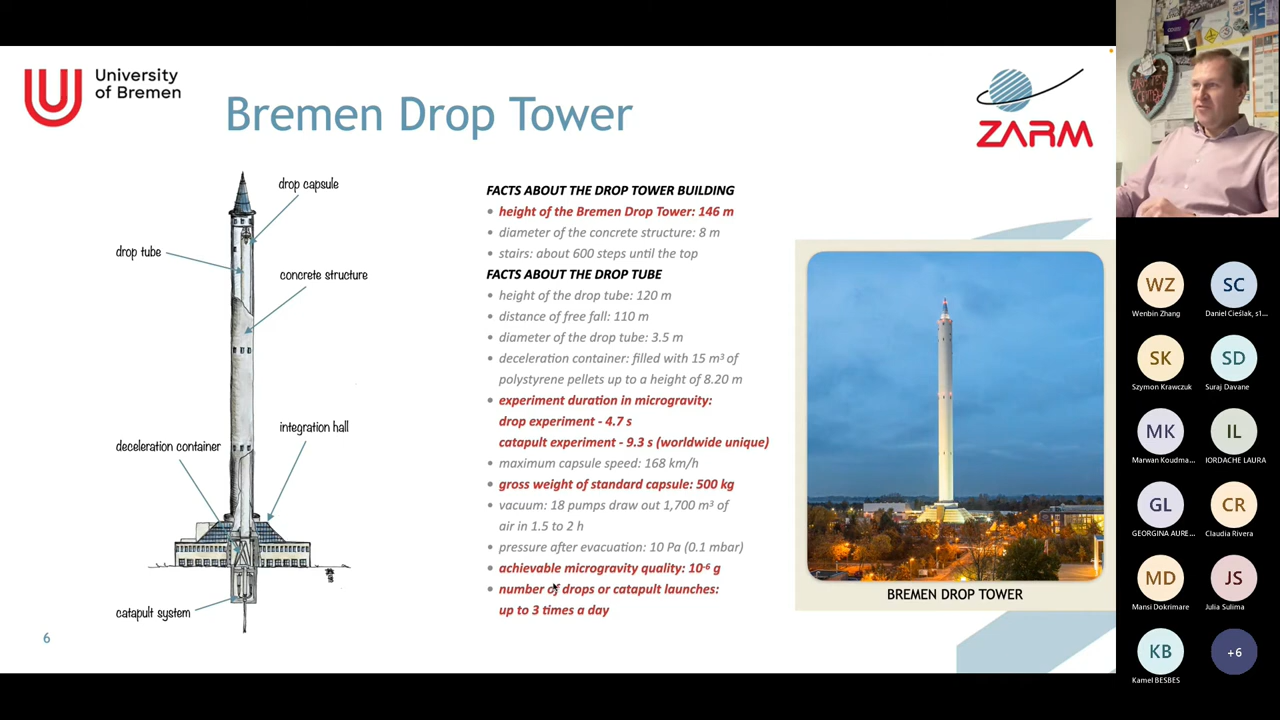 University
of Bremen
Bremen Drop Tower
ZARM
drop capsule
drop tube
concrete structure
integration hall
deceleration container
catapult system
6
FACTS ABOUT THE DROP TOWER BUILDING
• height of the Bremen Drop Tower: 146 m
• diameter of the concrete structure: 8 m
• stairs: about 600 steps until the top
FACTS ABOUT THE DROP TUBE
• height of the drop tube: 120 m
• distance of free fall: 110 m
• diameter of the drop tube: 3.5 m
• deceleration container: filled with 15 m³ of
polystyrene pellets up to a height of 8.20 m
• experiment duration in microgravity:
drop experiment - 4.7 s
catapult experiment - 9.3 s (worldwide unique)
• maximum capsule speed: 168 km/h
• gross weight of standard capsule: 500 kg
• vacuum: 18 pumps draw out 1,700 m³ of
air in 1.5 to 2 h
• pressure after evacuation: 10 Pa (0.1 mbar)
• achievable microgravity quality: 10⁻⁶ g
• number of drops or catapult launches:
up to 3 times a day
BREMEN DROP TOWER
WZ
Wenbin Zhang
SC
Daniel Cieślak, s1...
SK
Szymon Krawczuk
SD
Suraj Davane
MK
Marwan Koudma...
IL
IORDACHE LAURA
GL
GEORGINA AURE...
CR
Claudia Rivera
MD
Mansi Dokrimare
JS
Julia Sulima
KB
Kamel BESBES
+6